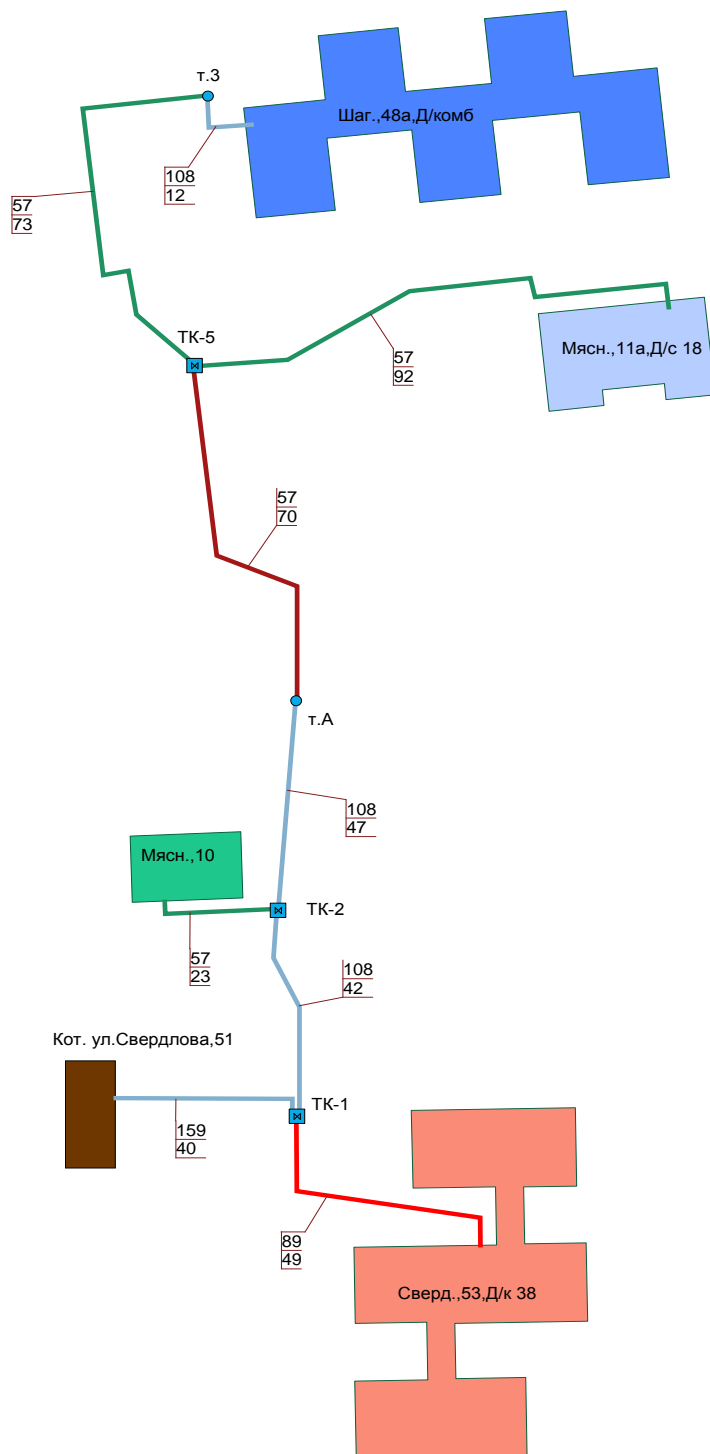 т.3
Шаг.,48а,Д/комб
108
12
57
73
ТК-5
Мясн.,11а,Д/с 18
57
92
57
70
т.А
108
47
Мясн.,10
ТК-2
57
23
108
42
Кот. ул.Свердлова,51
ТК-1
159
40
89
49
Сверд.,53,Д/к 38